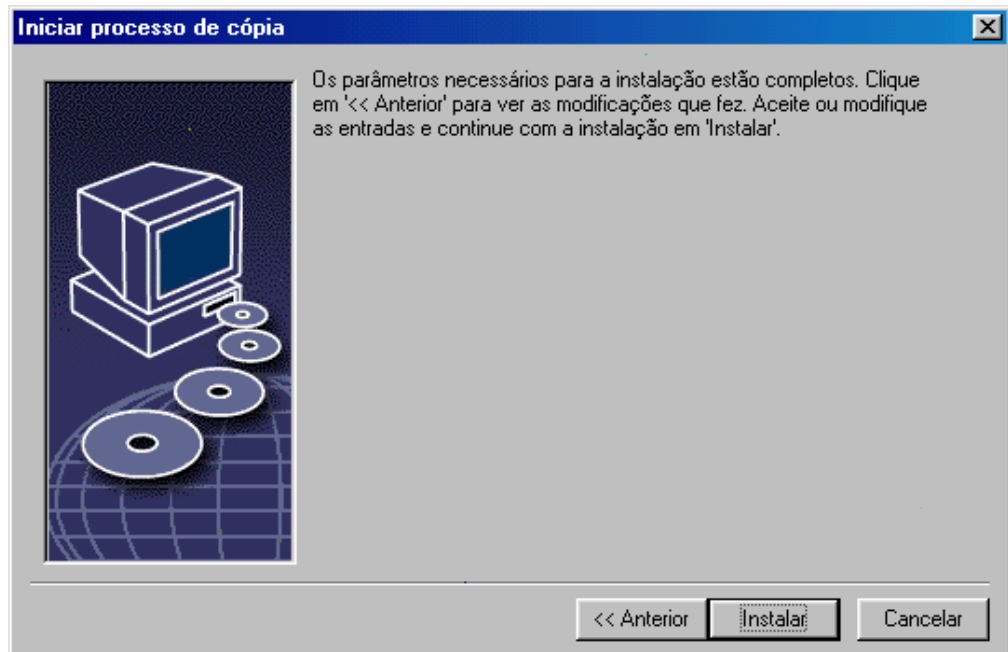 Iniciar processo de cópia
Os parâmetros necessários para a instalação estão completos. Clique
em '<< Anterior' para ver as modificações que fez. Aceite ou modifique
as entradas e continue com a instalação em 'Instalar'.
<< Anterior Instalar Cancelar